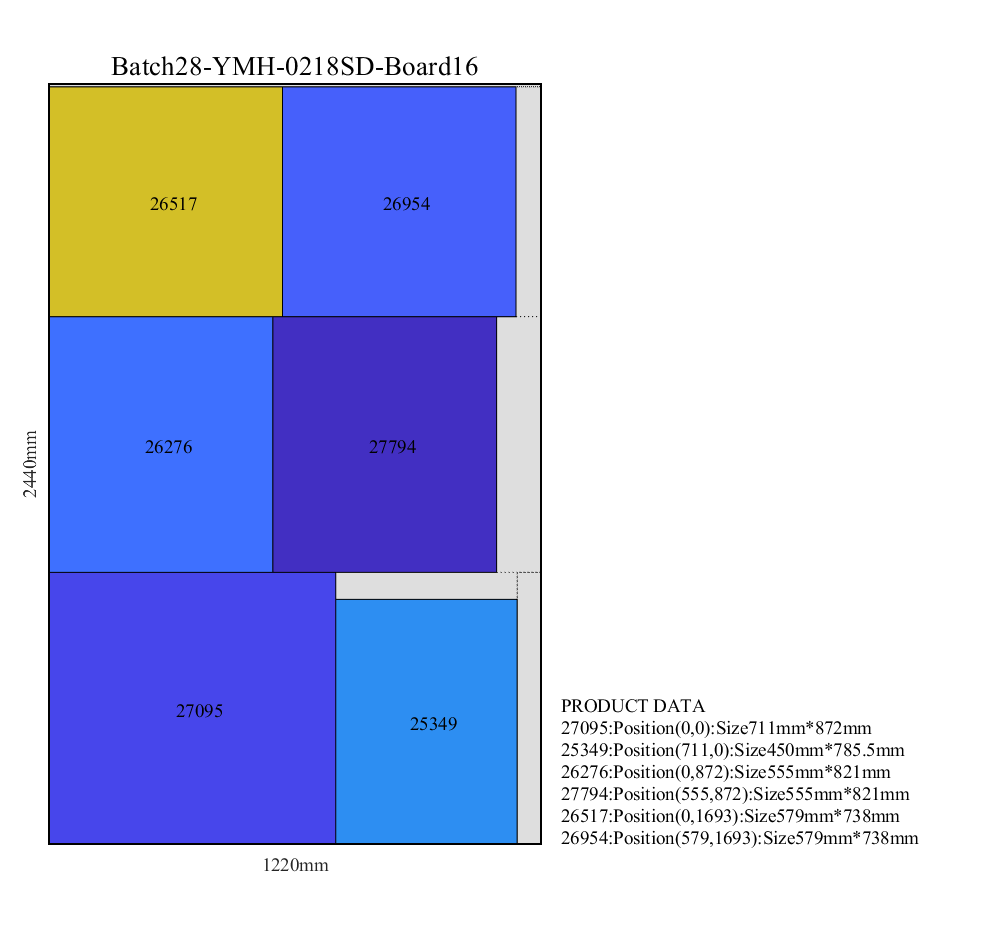 Batch28-YMH-0218SD-Board16
26517
26954
26276
27794
2440mm
27095
25349
PRODUCT DATA
27095:Position(0,0):Size711mm*872mm
25349:Position(711,0):Size450mm*785.5mm
26276:Position(0,872):Size555mm*821mm
27794:Position(555,872):Size555mm*821mm
26517:Position(0,1693):Size579mm*738mm
26954:Position(579,1693):Size579mm*738mm
1220mm